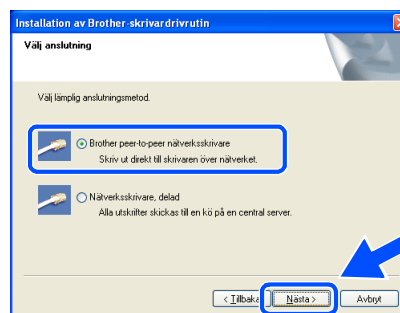 Installation av Brother-skrivardrivrutin
Välj anslutning
Välj lämplig anslutningsmetod.
Brother peer-to-peer nätverksskrivare
Skriv ut direkt till skrivaren över nätverket.
Nätverksskrivare, delad
Alla utskrifter skickas till en kö på en central server.
< Tillbaka Nästa > Avbryt